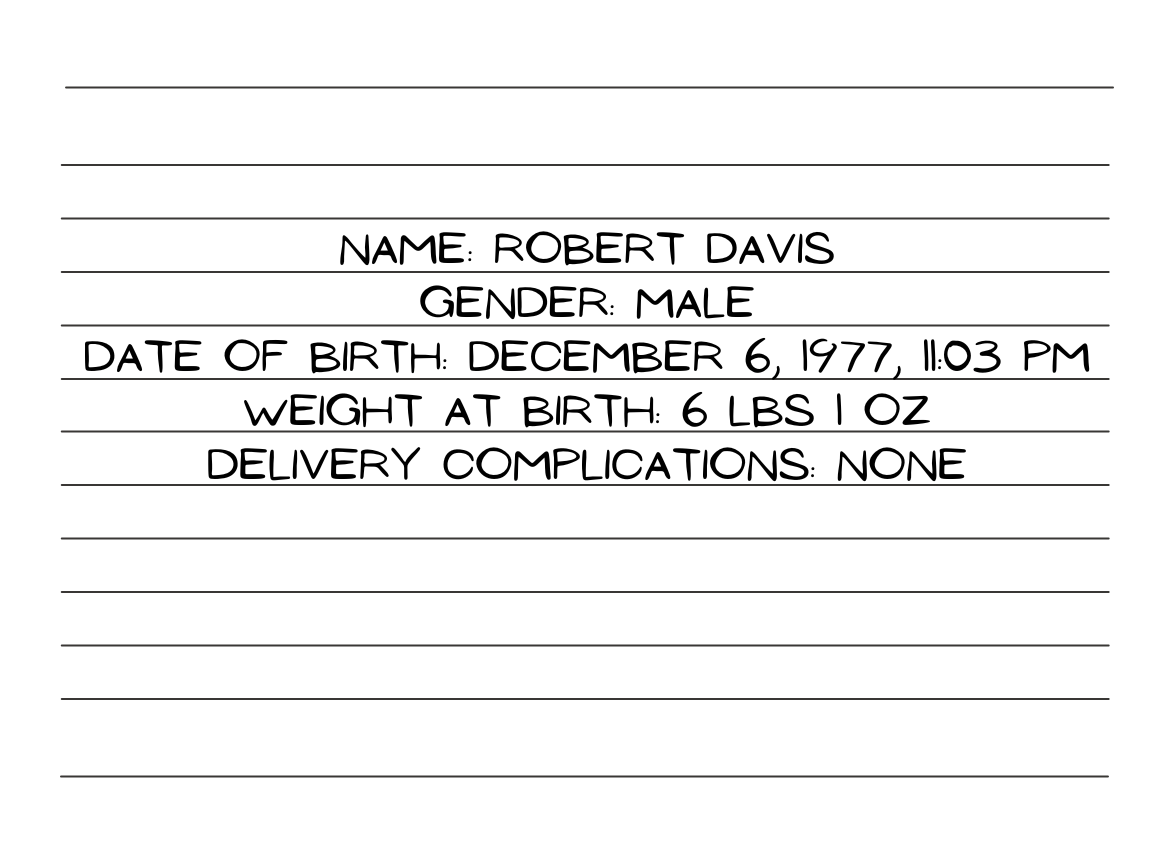 NAME: ROBERT DAVIS
GENDER: MALE
DATE OF BIRTH: DECEMBER 6, 1977, 11:03 PM
WEIGHT AT BIRTH: 6 LBS 1 OZ
DELIVERY COMPLICATIONS: NONE